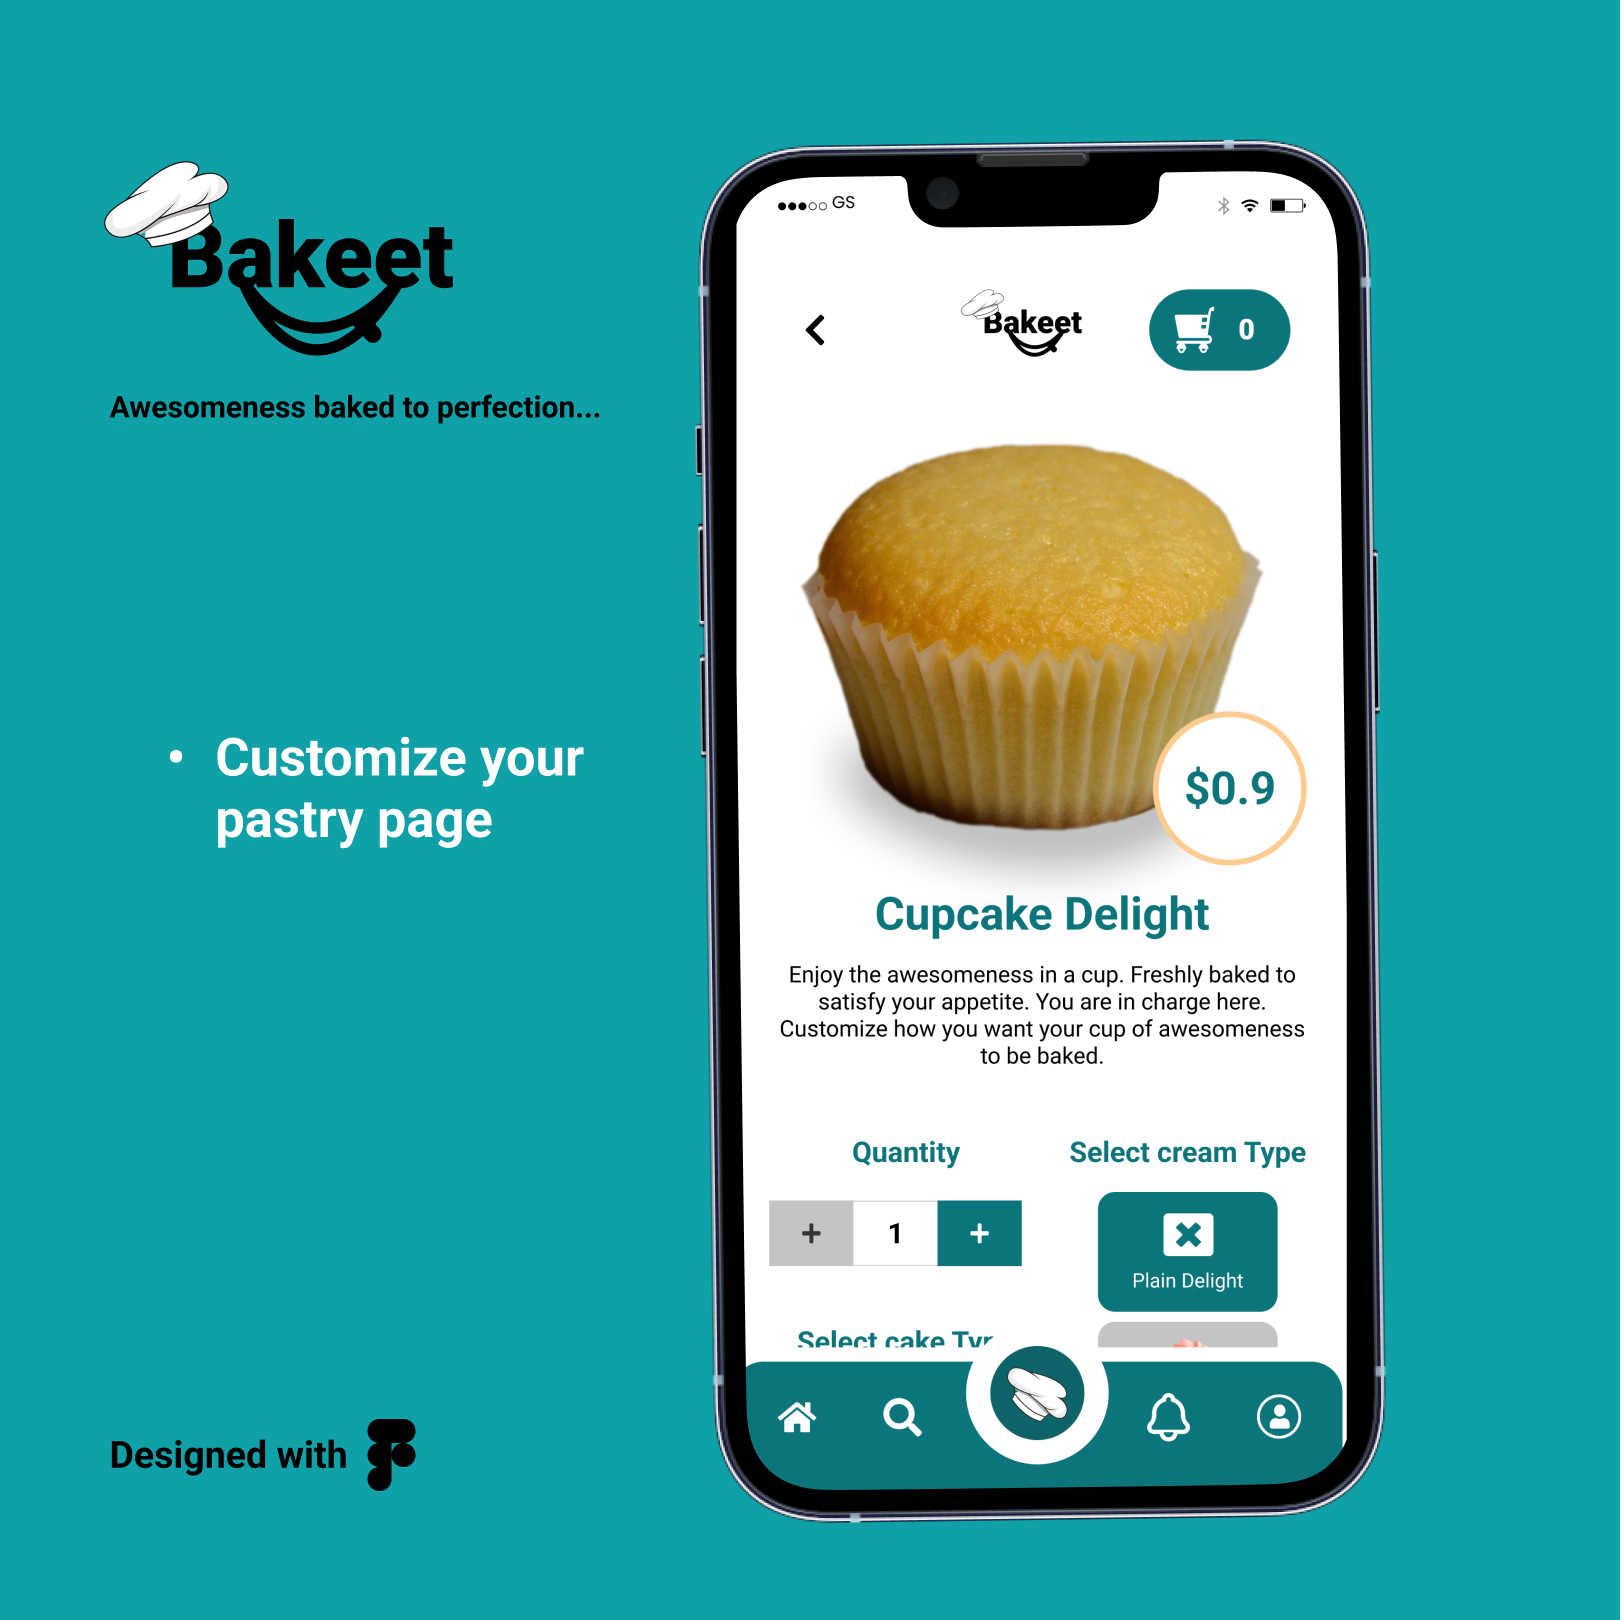 Bakeet
Awesomeness baked to perfection...
• Customize your
pastry page
Designed with
GS
Bakeet
0
$0.9
Cupcake Delight
Enjoy the awesomeness in a cup. Freshly baked to
satisfy your appetite. You are in charge here.
Customize how you want your cup of awesomeness
to be baked.
Quantity
Select cream Type
+ 1 +
Plain Delight
Select cake Typ